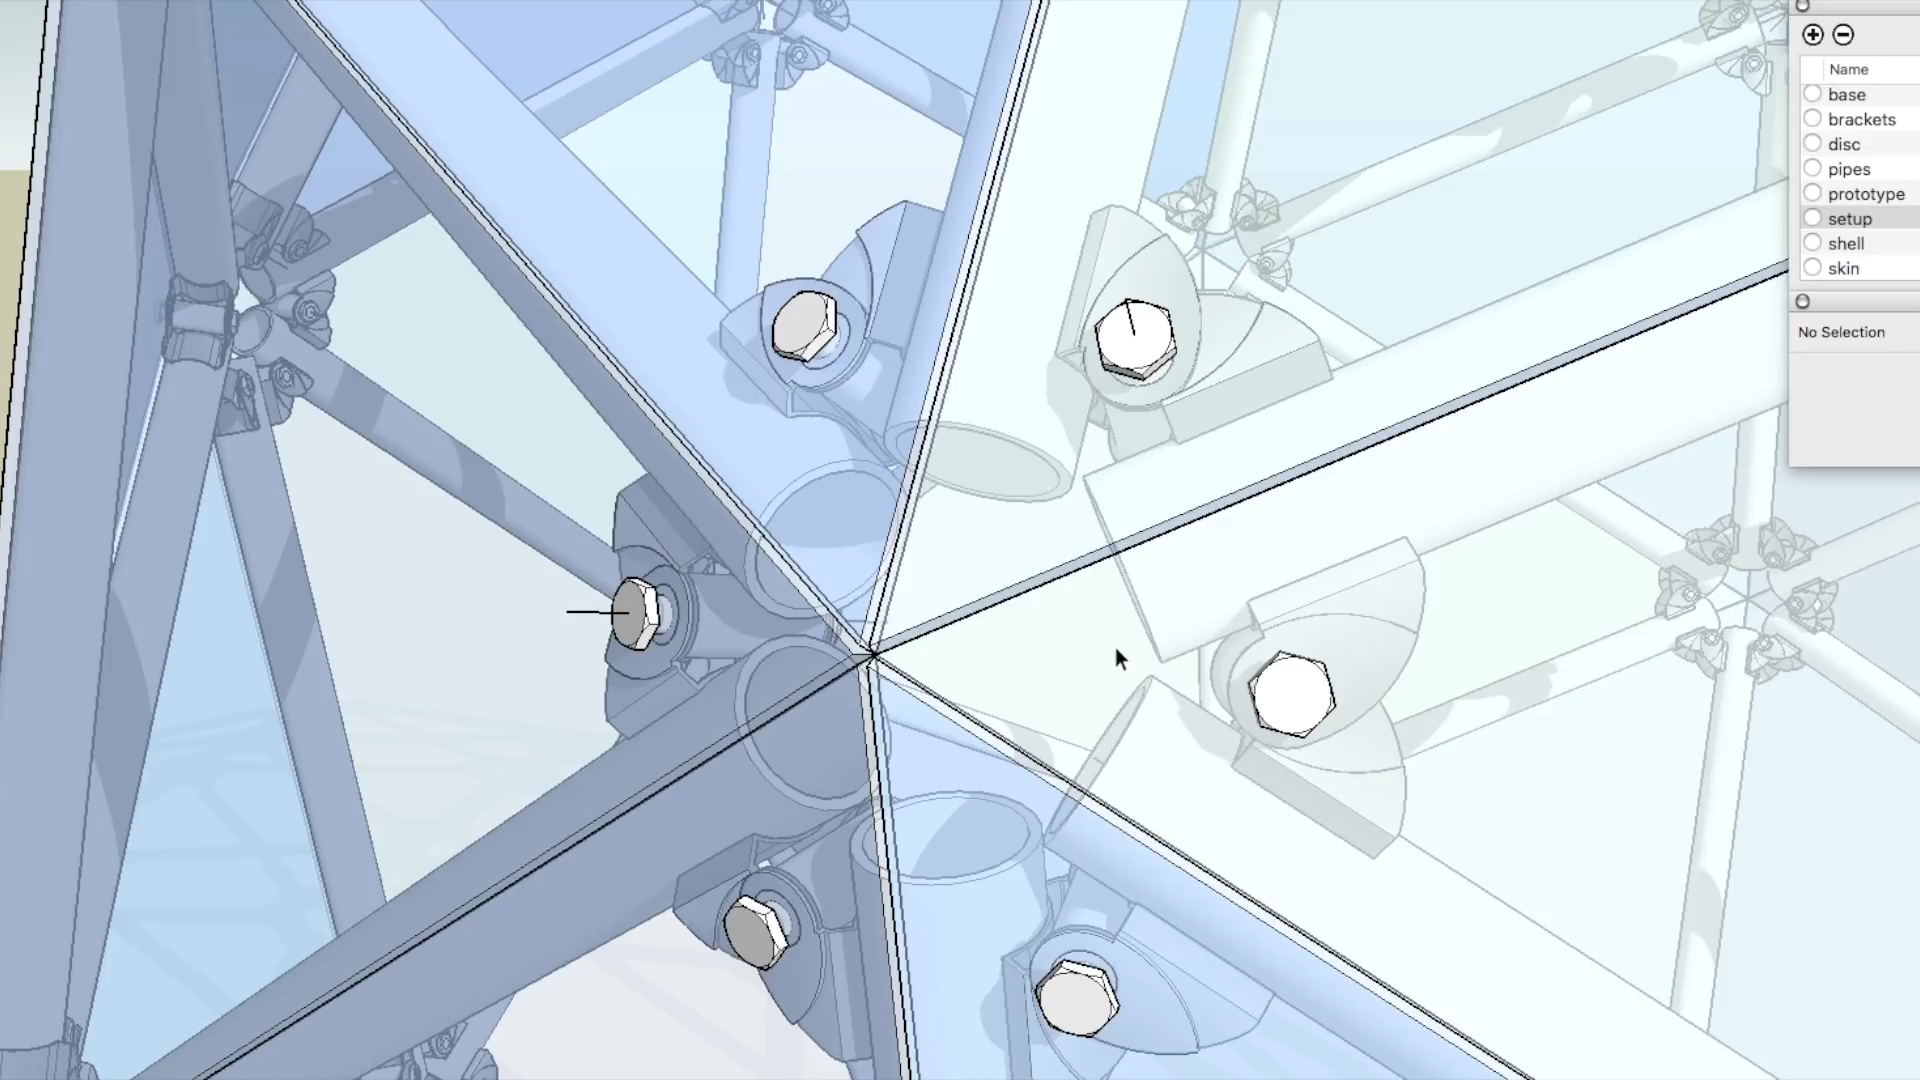 Name
base
brackets
disc
pipes
prototype
setup
shell
skin
No Selection